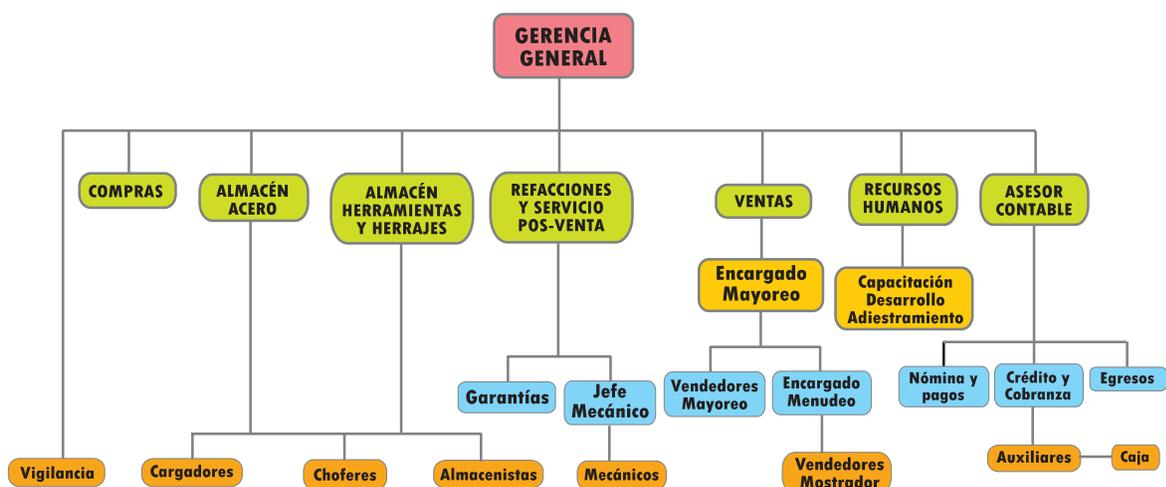 GERENCIA
GENERAL
COMPRAS
ALMACÉN
ACERO
ALMACÉN
HERRAMIENTAS
Y HERRAJES
REFACCIONES
Y SERVICIO
POS-VENTA
VENTAS
RECURSOS
HUMANOS
ASESOR
CONTABLE
Encargado
Mayoreo
Capacitación
Desarrollo
Adiestramiento
Garantías
Jefe
Mecánico
Vendedores
Mayoreo
Encargado
Menudeo
Nómina y
pagos
Crédito y
Cobranza
Egresos
Vigilancia
Cargadores
Choferes
Almacenistas
Mecánicos
Vendedores
Mostrador
Auxiliares
Caja